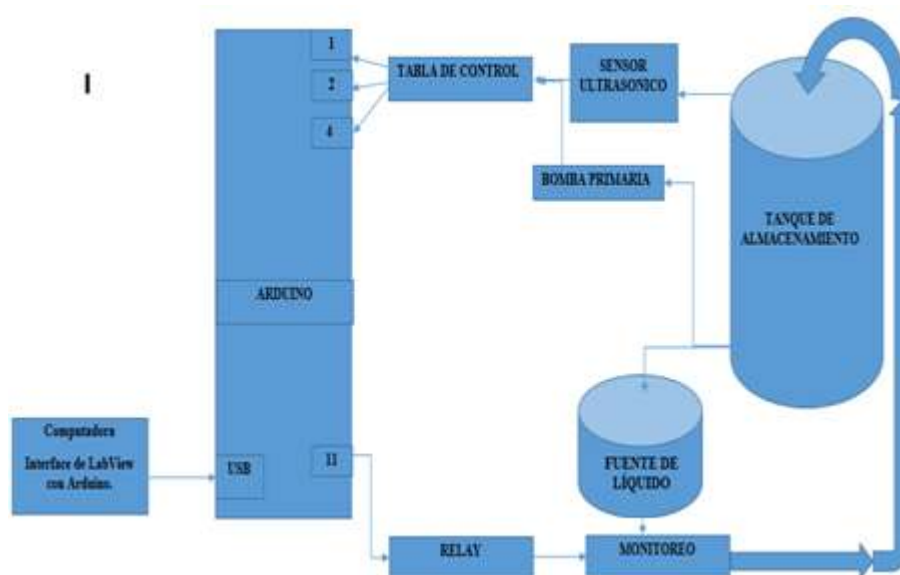 1
2
4
TABLA DE CONTROL
SENSOR
ULTRASONICO
BOMBA PRIMARIA
TANQUE DE
ALMACENAMIENTO
I
ARDUINO
Computadora
Interface de LabView
con Arduino.
USB
11
FUENTE DE
LÍQUIDO
RELAY
MONITOREO